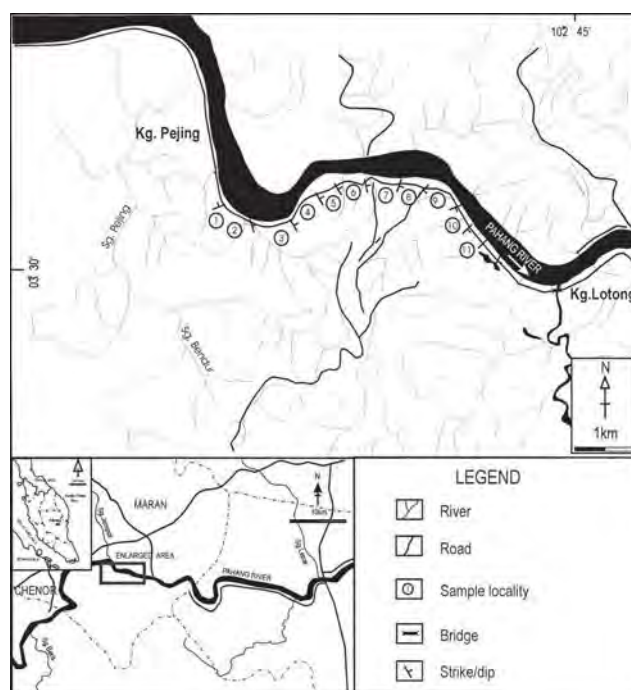 102° 45'
Kg. Pejing
Sg. Pejing
1
2
3
4
5
6
7
8
9
10
11
PAHANG RIVER
03° 30'
Kg.Lotong
Sg. Bendur
N
1km
N
MARAN
ENLARGED AREA
PAHANG RIVER
CHENOR
LEGEND
River
Road
Sample locality
Bridge
Strike/dip